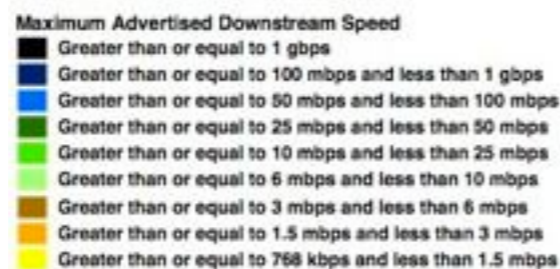 Maximum Advertised Downstream Speed
Greater than or equal to 1 gbps
Greater than or equal to 100 mbps and less than 1 gbps
Greater than or equal to 50 mbps and less than 100 mbps
Greater than or equal to 25 mbps and less than 50 mbps
Greater than or equal to 10 mbps and less than 25 mbps
Greater than or equal to 6 mbps and less than 10 mbps
Greater than or equal to 3 mbps and less than 6 mbps
Greater than or equal to 1.5 mbps and less than 3 mbps
Greater than or equal to 768 kbps and less than 1.5 mbps